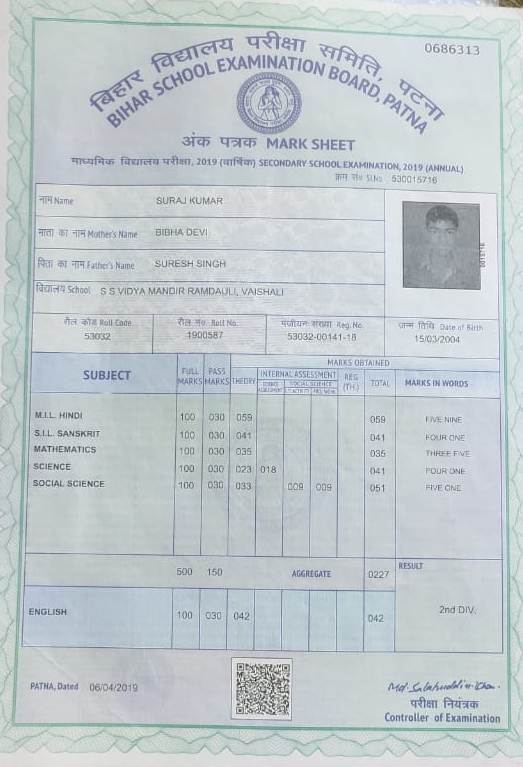 0686313
बिहार विद्यालय परीक्षा समिति, पटना
BIHAR SCHOOL EXAMINATION BOARD, PATNA
अंक पत्रक MARK SHEET
माध्यमिक विद्यालय परीक्षा, 2019 (वार्षिक) SECONDARY SCHOOL EXAMINATION, 2019 (ANNUAL)
क्रम सं० Sl.No 530015716
नाम Name SURAJ KUMAR
माता का नाम Mother's Name BIBHA DEVI
पिता का नाम Father's Name SURESH SINGH
विद्यालय School S S VIDYA MANDIR RAMDAULI, VAISHALI
रौल कोड Roll Code रौल नं० Roll No. पंजीयन संख्या Reg. No. जन्म तिथि Date of Birth
53032 1900587 53032-00141-18 15/03/2004
MARKS OBTAINED
SUBJECT FULL MARKS PASS MARKS THEORY INTERNAL ASSESSMENT REG (TH.) TOTAL MARKS IN WORDS
SOCIAL SCIENCE
M.I.L. HINDI 100 030 059 059 FIVE NINE
S.I.L. SANSKRIT 100 030 041 041 FOUR ONE
MATHEMATICS 100 030 035 035 THREE FIVE
SCIENCE 100 030 023 018 041 FOUR ONE
SOCIAL SCIENCE 100 030 033 009 009 051 FIVE ONE
500 150 AGGREGATE 0227 RESULT
ENGLISH 100 030 042 042 2nd DIV.
PATNA, Dated 06/04/2019
परीक्षा नियंत्रक
Controller of Examination